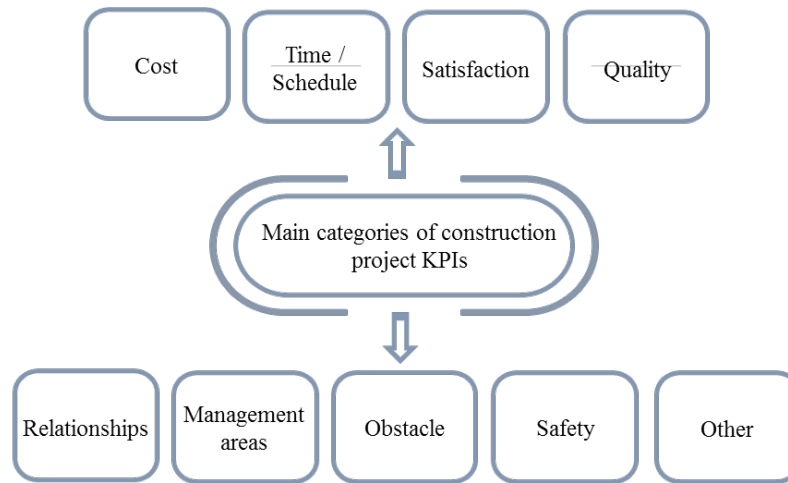 Cost
Time /
Schedule
Satisfaction
Quality
Main categories of construction
project KPIs
Relationships
Management
areas
Obstacle
Safety
Other